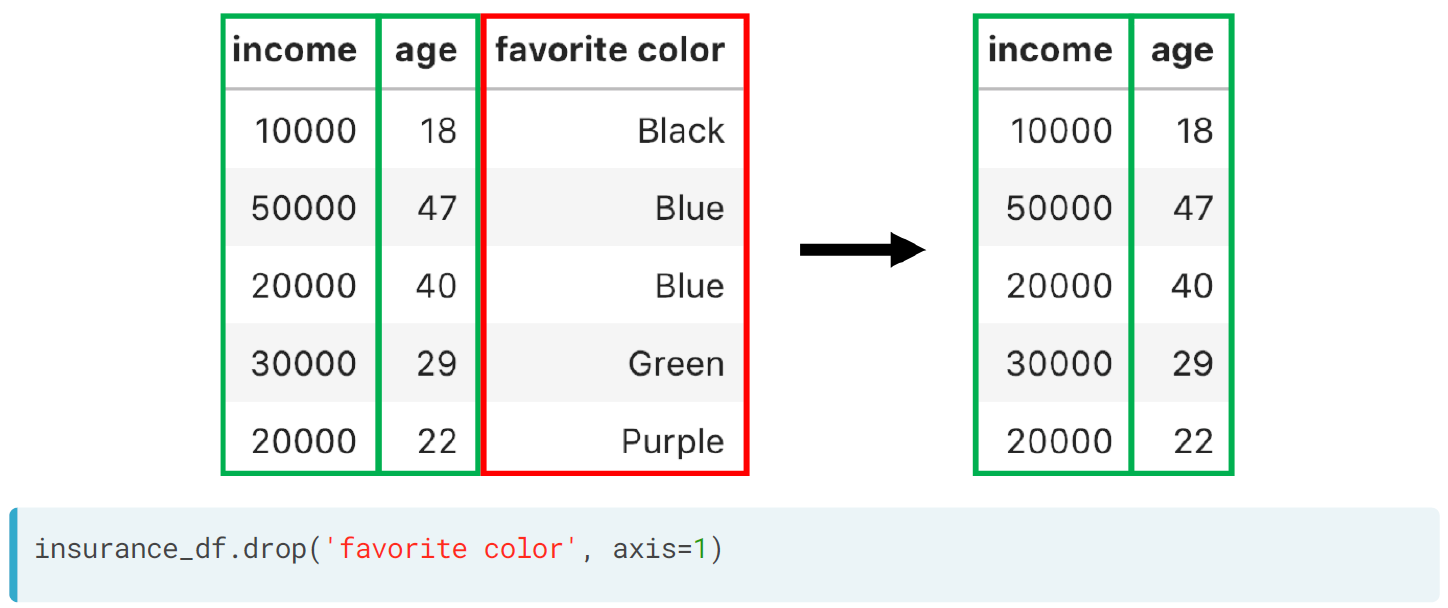 income age favorite color
10000 18 Black
50000 47 Blue
20000 40 Blue
30000 29 Green
20000 22 Purple
income age
10000 18
50000 47
20000 40
30000 29
20000 22
insurance_df.drop('favorite color', axis=1)